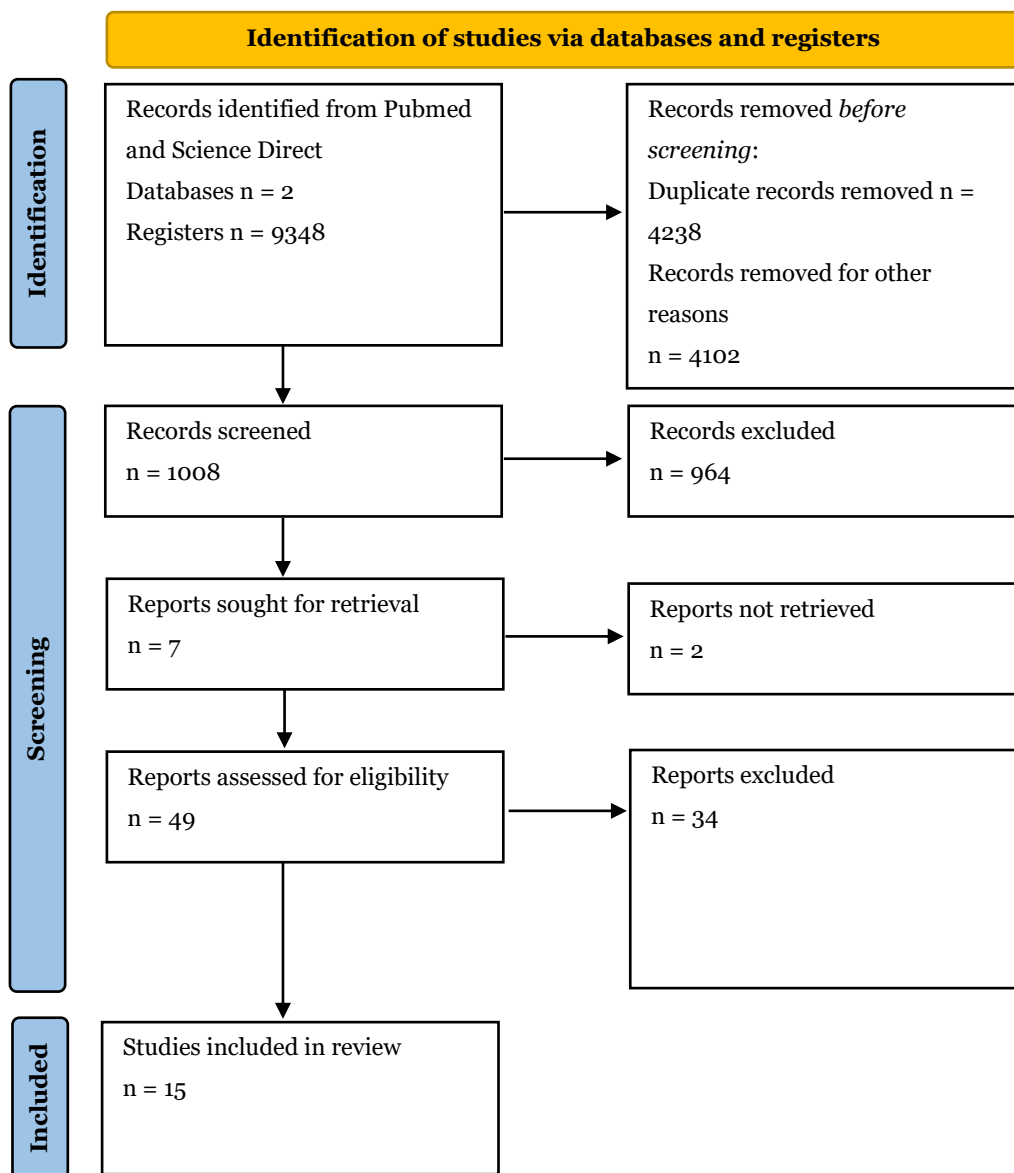 Identification of studies via databases and registers
Identification
Records identified from Pubmed
and Science Direct
Databases n = 2
Registers n = 9348
Records removed before
screening:
Duplicate records removed n =
4238
Records removed for other
reasons
n = 4102
Screening
Records screened
n = 1008
Records excluded
n = 964
Reports sought for retrieval
n = 7
Reports not retrieved
n = 2
Reports assessed for eligibility
n = 49
Reports excluded
n = 34
Included
Studies included in review
n = 15